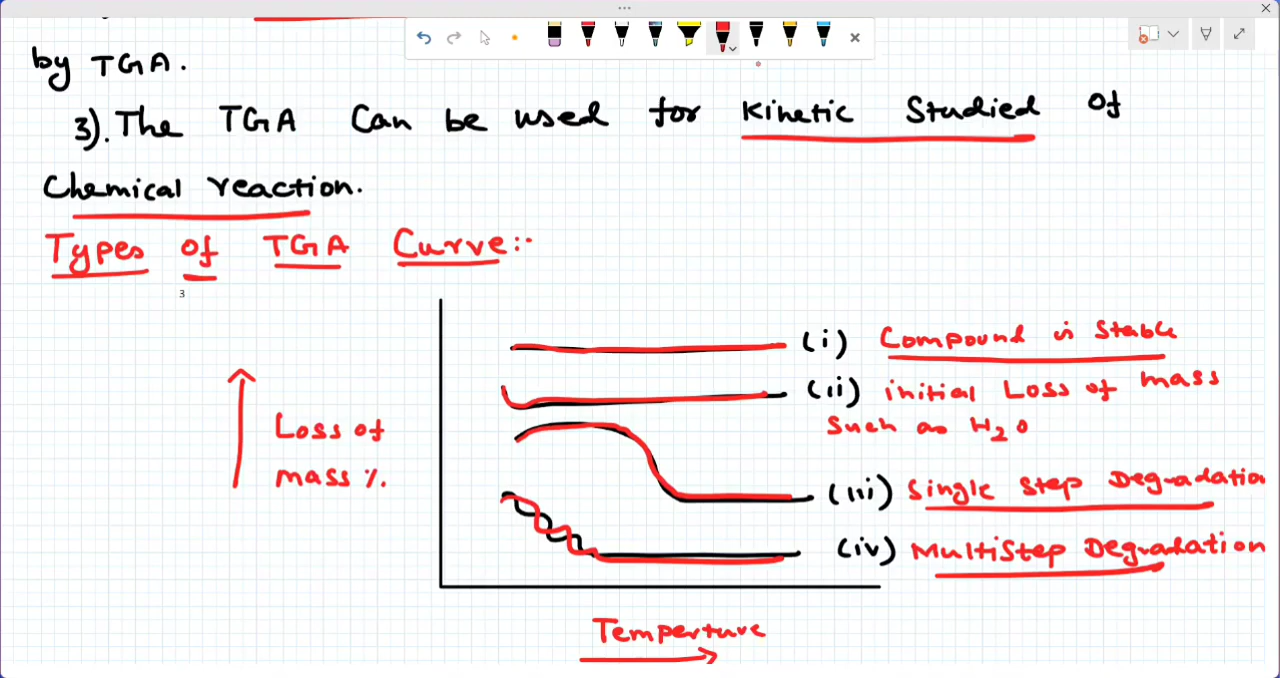 by TGA.
3). The TGA Can be used for Kinetic Studied of
Chemical reaction.
Types of TGA Curve:-
3
(i) Compound is Stable
(ii) initial Loss of mass
Such as H2O
Loss of
mass %.
(iii) Single Step Degradation
(iv) MultiStep Degradation
Temperture